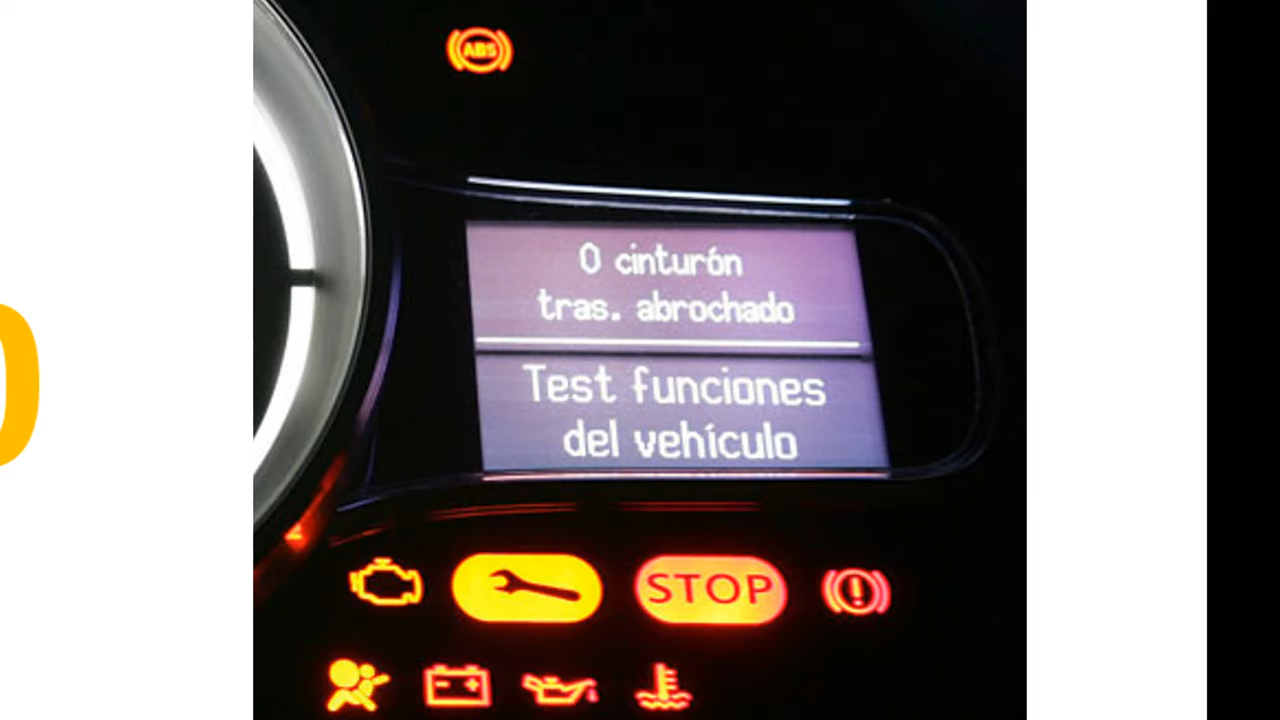 ABS
0 cinturón
tras. abrochado
Test funciones
del vehículo
STOP